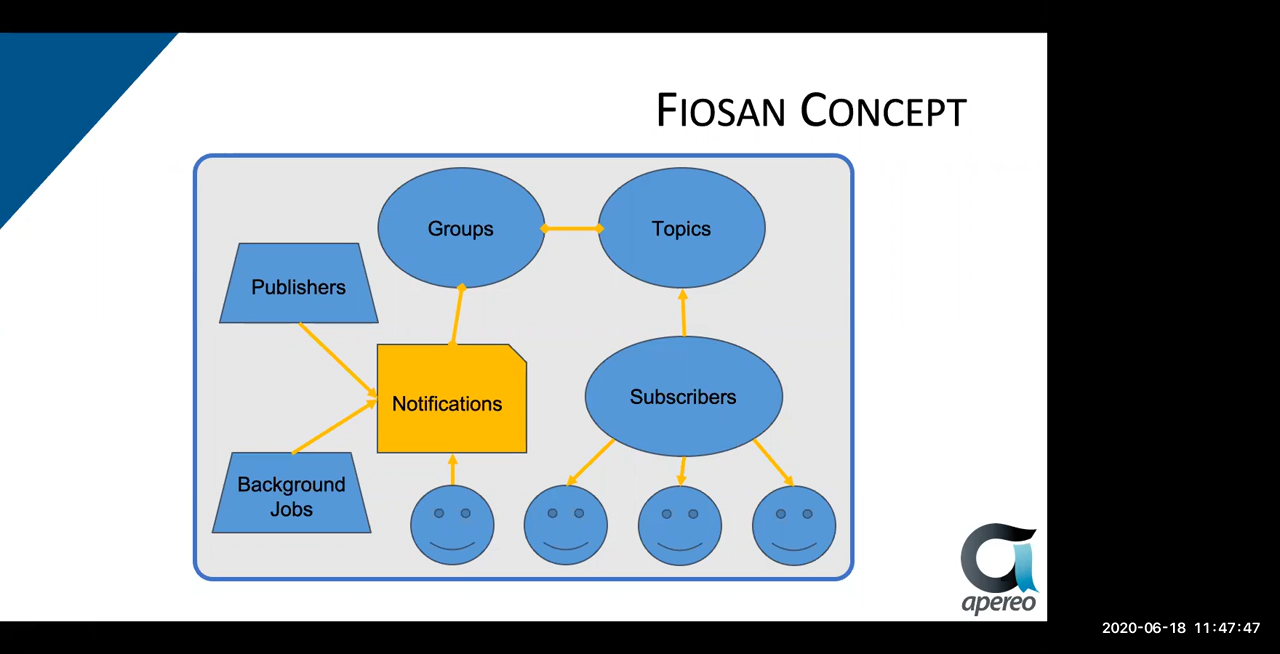 FIOSAN CONCEPT
Groups
Topics
Publishers
Notifications
Subscribers
Background
Jobs
apereo
2020-06-18 11:47:47